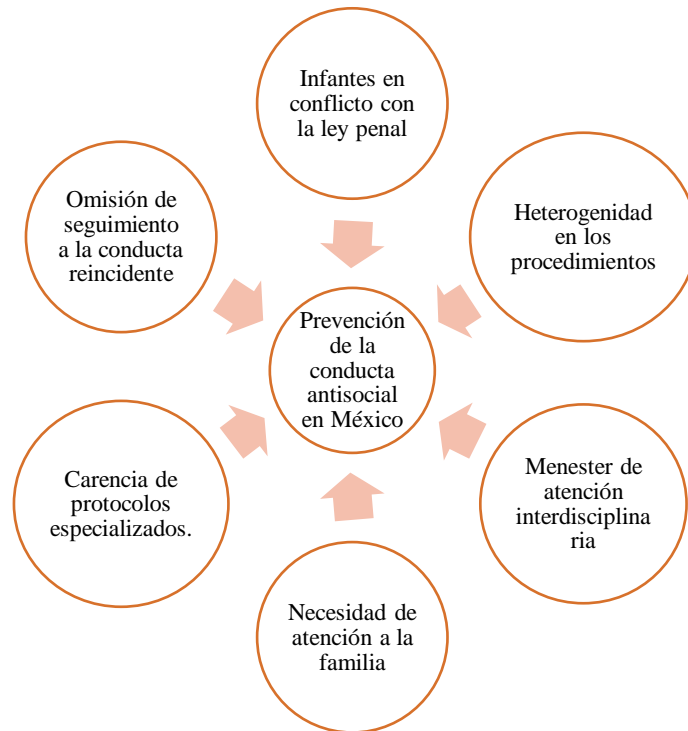 Infantes en
conflicto con
la ley penal
Heterogenidad
en los
procedimientos
Menester de
atención
interdisciplina
ria
Necesidad de
atención a la
familia
Carencia de
protocolos
especializados.
Omisión de
seguimiento
a la conducta
reincidente
Prevención
de la
conducta
antisocial
en México